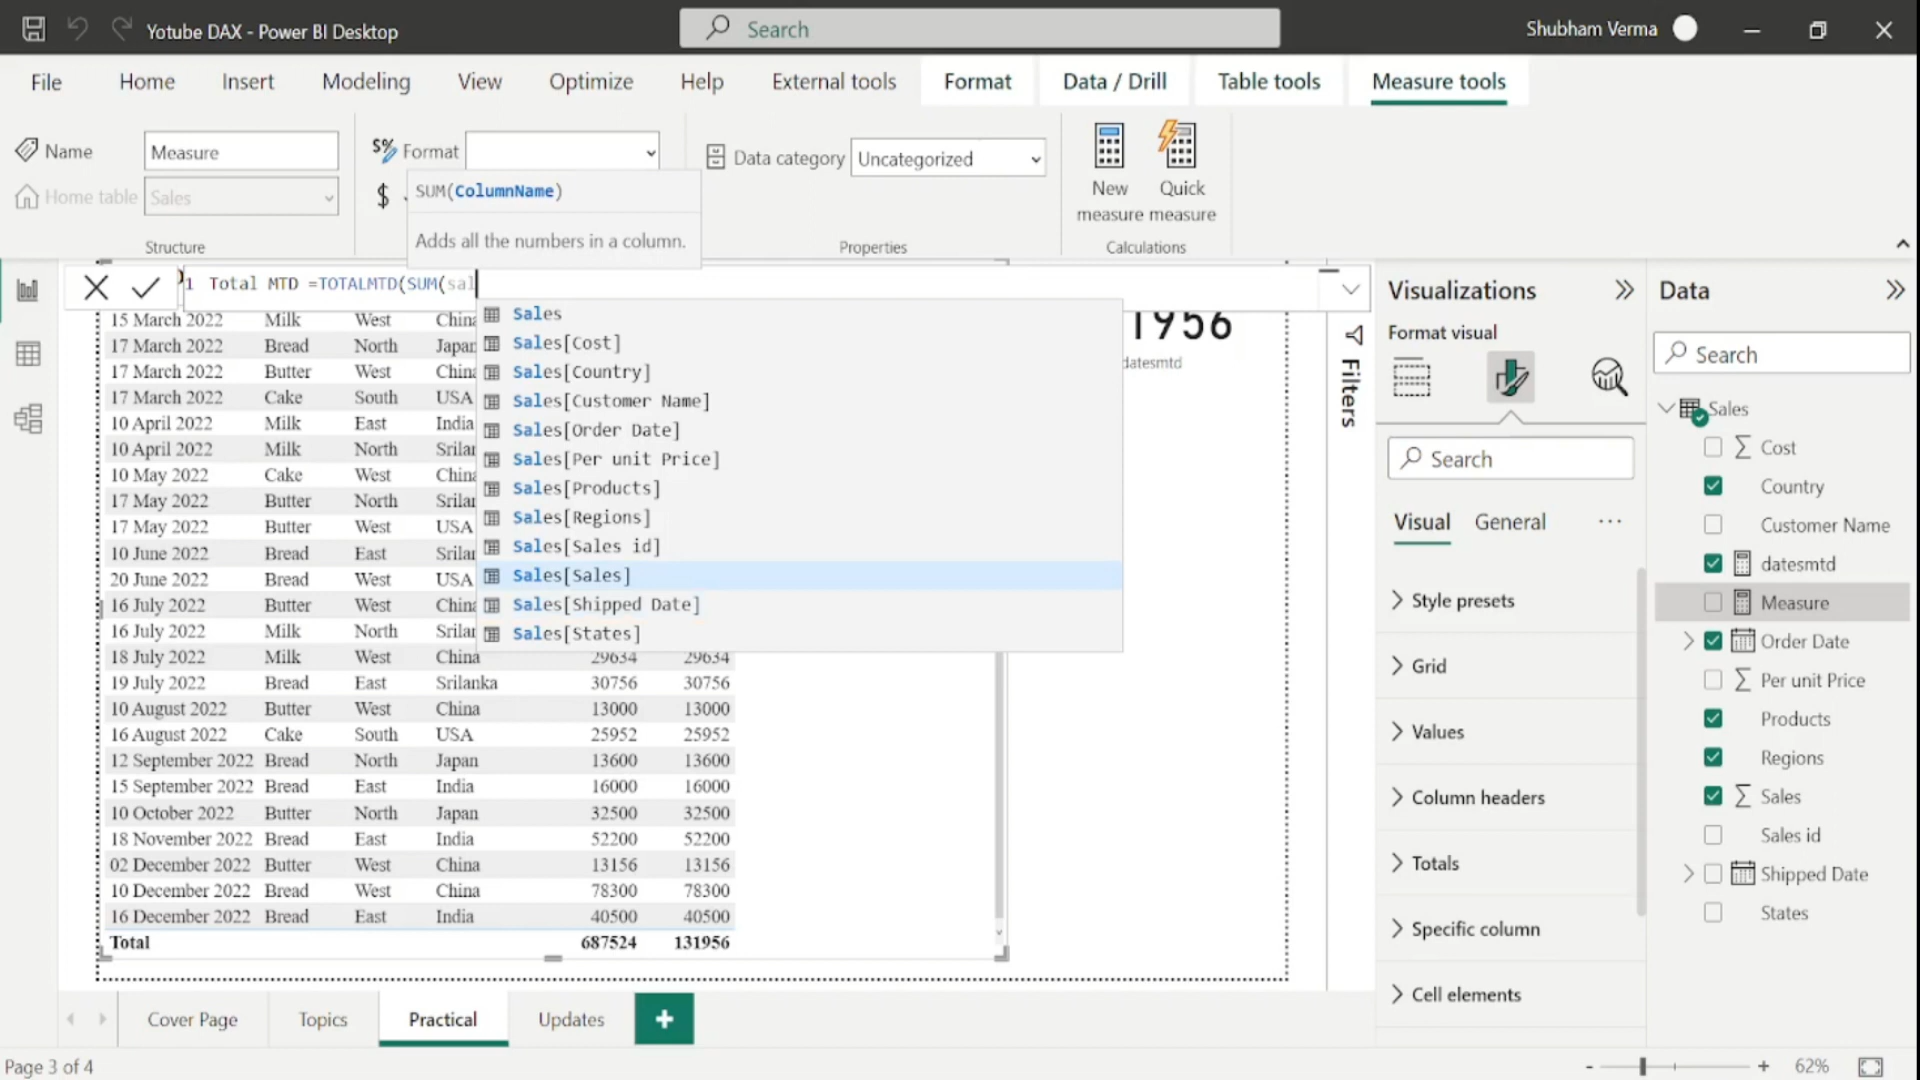 Yotube DAX - Power BI Desktop
Search
Shubham Verma
File
Home
Insert
Modeling
View
Optimize
Help
External tools
Format
Data / Drill
Table tools
Measure tools
Name
Measure
Home table
Sales
Structure
$% Format
$
SUM(ColumnName)
Adds all the numbers in a column.
Data category
Uncategorized
Properties
New measure
Quick measure
Calculations
1 Total MTD =TOTALMTD(SUM(sal
Sales
Sales[Cost]
Sales[Country]
Sales[Customer Name]
Sales[Order Date]
Sales[Per unit Price]
Sales[Products]
Sales[Regions]
Sales[Sales id]
Sales[Sales]
Sales[Shipped Date]
Sales[States]
15 March 2022 Milk West China
17 March 2022 Bread North Japan
17 March 2022 Butter West China
17 March 2022 Cake South USA
10 April 2022 Milk East India
10 April 2022 Milk North Srilan
10 May 2022 Cake West China
17 May 2022 Butter North Srilan
17 May 2022 Butter West USA
10 June 2022 Bread East Srilan
20 June 2022 Bread West USA
16 July 2022 Butter West China
16 July 2022 Milk North Srilan
18 July 2022 Milk West China 29634 29634
19 July 2022 Bread East Srilanka 30756 30756
10 August 2022 Butter West China 13000 13000
16 August 2022 Cake South USA 25952 25952
12 September 2022 Bread North Japan 13600 13600
15 September 2022 Bread East India 16000 16000
10 October 2022 Butter North Japan 32500 32500
18 November 2022 Bread East India 52200 52200
02 December 2022 Butter West China 13156 13156
10 December 2022 Bread West China 78300 78300
16 December 2022 Bread East India 40500 40500
Total 687524 131956
1956
datesmtd
Filters
Visualizations
Format visual
Search
Visual
General
...
Style presets
Grid
Values
Column headers
Totals
Specific column
Cell elements
Data
Search
Sales
Cost
Country
Customer Name
datesmtd
Measure
Order Date
Per unit Price
Products
Regions
Sales
Sales id
Shipped Date
States
Cover Page
Topics
Practical
Updates
+
Page 3 of 4
- + 62%